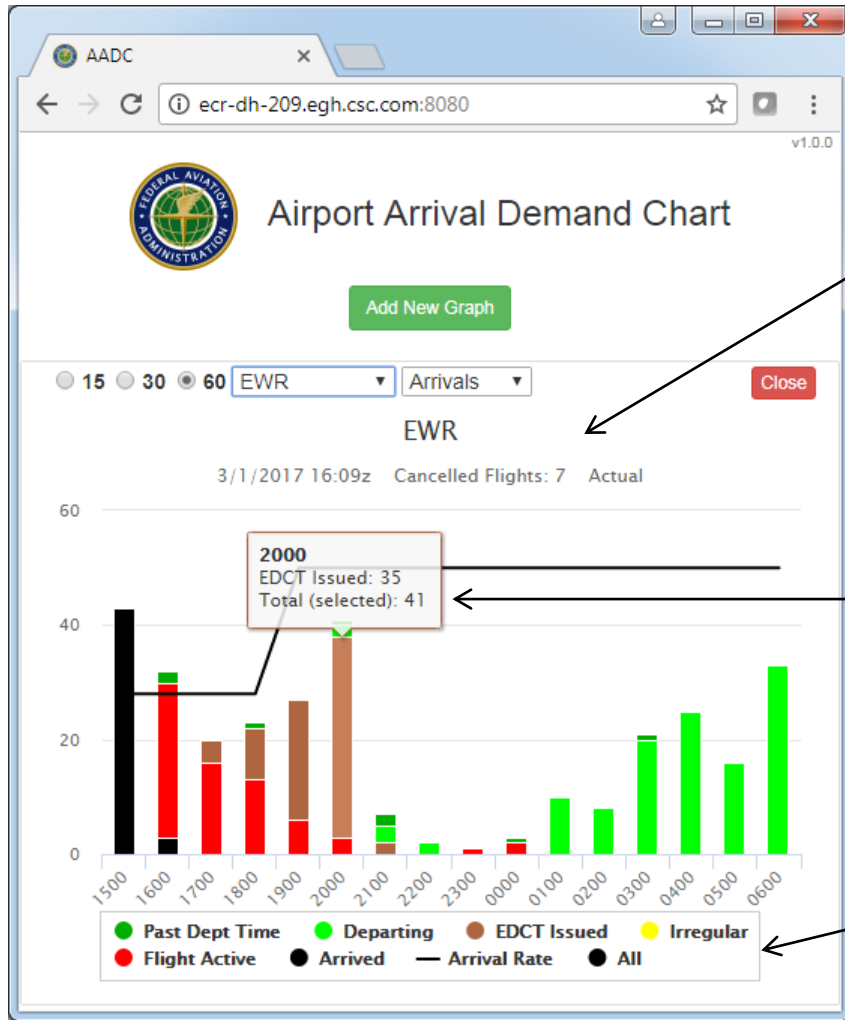 AADC
ecr-dh-209.egh.csc.com:8080
v1.0.0
FEDERAL AVIATION ADMINISTRATION
Airport Arrival Demand Chart
Add New Graph
15 30 60 EWR Arrivals Close
EWR
3/1/2017 16:09z Cancelled Flights: 7 Actual
60
2000
EDCT Issued: 35
Total (selected): 41
40
20
0
1500 1600 1700 1800 1900 2000 2100 2200 2300 0000 0100 0200 0300 0400 0500 0600
Past Dept Time Departing EDCT Issued Irregular
Flight Active Arrived Arrival Rate All